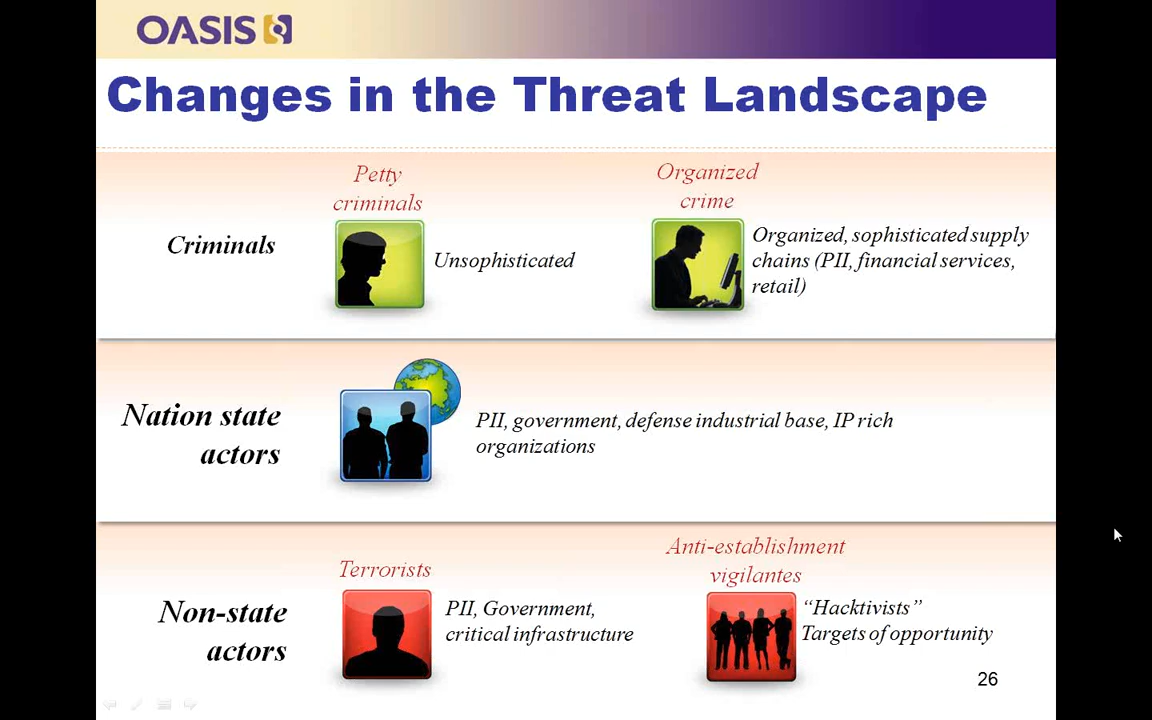 OASIS
Changes in the Threat Landscape
Petty
criminals
Organized
crime
Criminals
Unsophisticated
Organized, sophisticated supply
chains (PII, financial services,
retail)
Nation state
actors
PII, government, defense industrial base, IP rich
organizations
Terrorists
Anti-establishment
vigilantes
Non-state
actors
PII, Government,
critical infrastructure
“Hacktivists”
Targets of opportunity
26